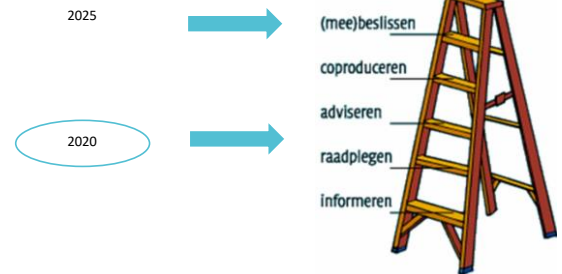 2025
(mee)beslissen
coproduceren
adviseren
2020
raadplegen
informeren